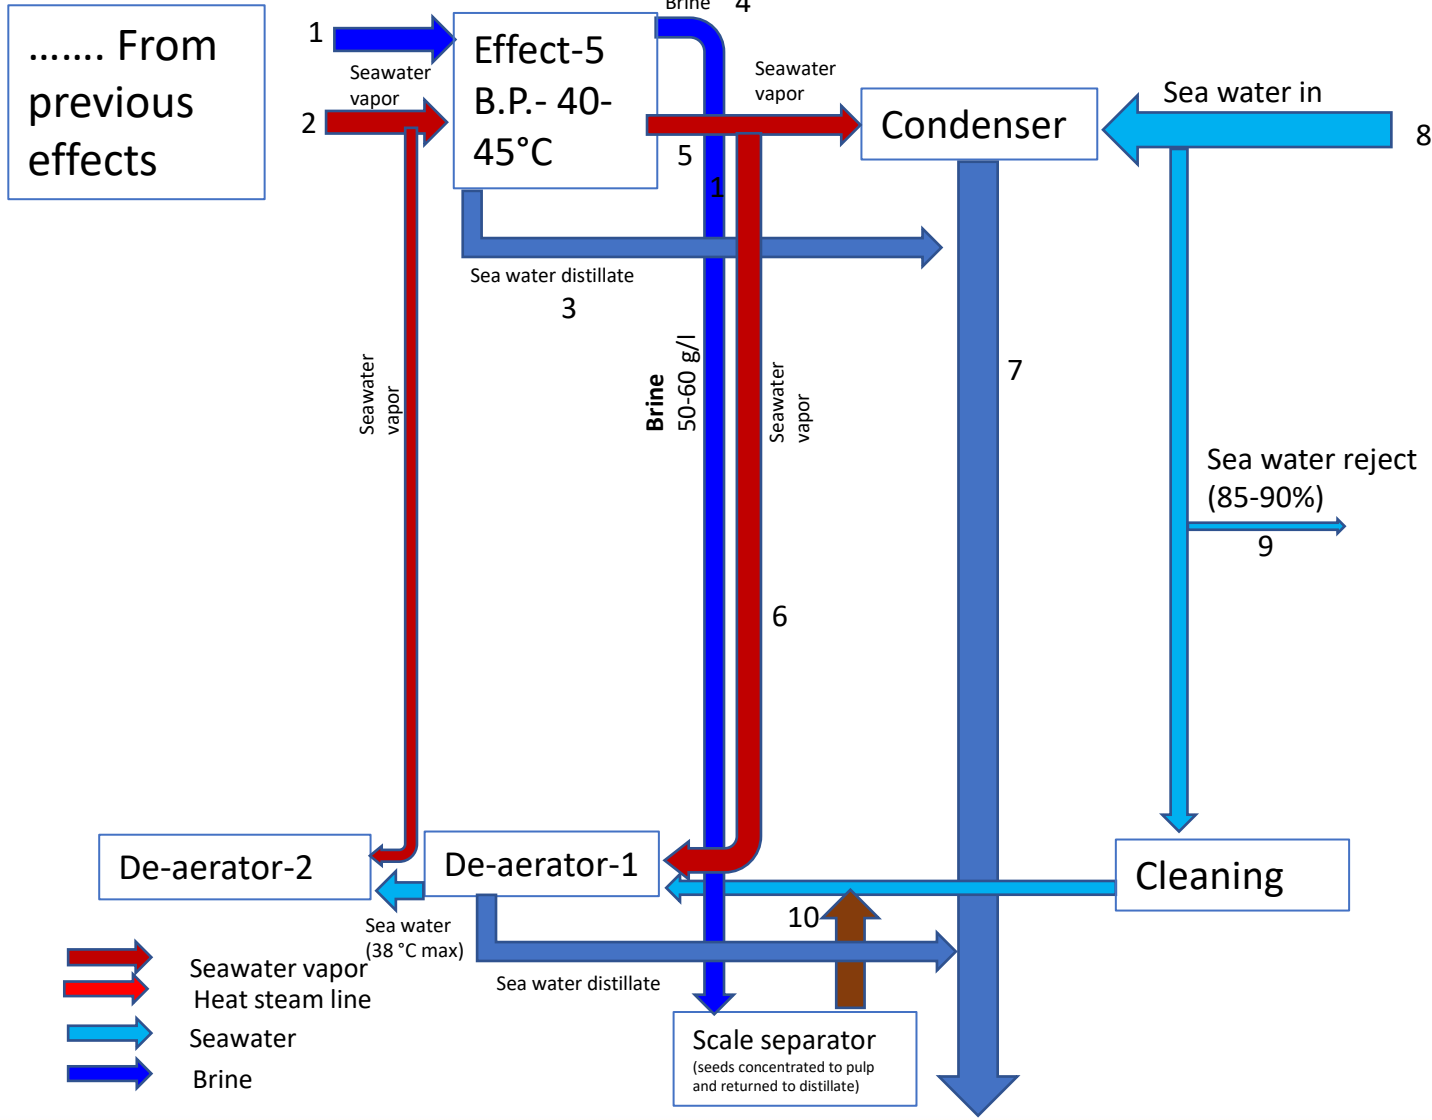 Brine 4
……. From
previous
effects
1
Seawater
vapor
2
Effect-5
B.P.- 40-
45°C
Seawater
vapor
5
1
Condenser
Sea water in
8
Sea water distillate
3
Seawater
vapor
Brine
50-60 g/l
Seawater
vapor
7
Sea water reject
(85-90%)
9
6
De-aerator-2
De-aerator-1
Cleaning
10
Sea water
(38 °C max)
Sea water distillate
Seawater vapor
Heat steam line
Seawater
Brine
Scale separator
(seeds concentrated to pulp
and returned to distillate)